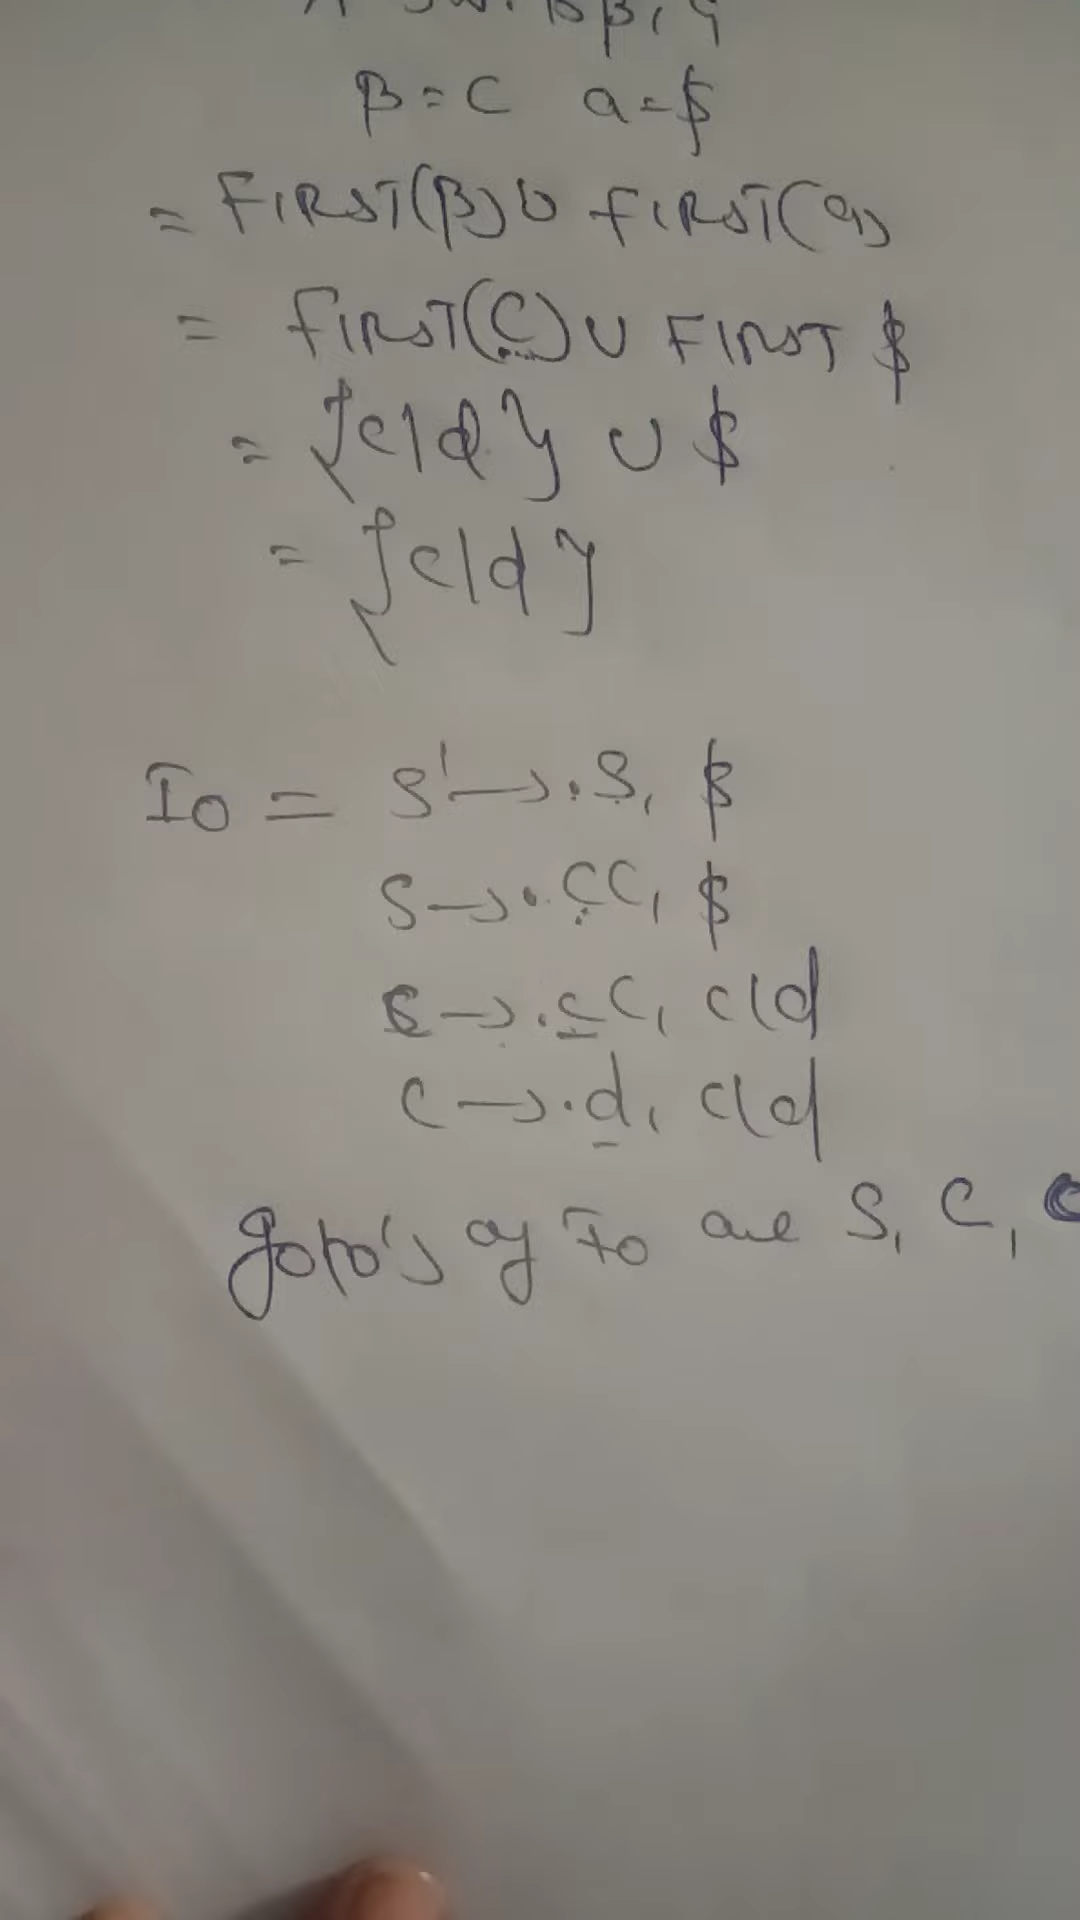 β = C a = $
= FIRST(β) ∪ FIRST(a)
= FIRST(C) ∪ FIRST $
= {c/d} ∪ $
= {c/d}
I0 = S' → .S, $
S → .CC, $
C → .cC, c/d
C → .d, c/d
goto's of I0 are S, C, c